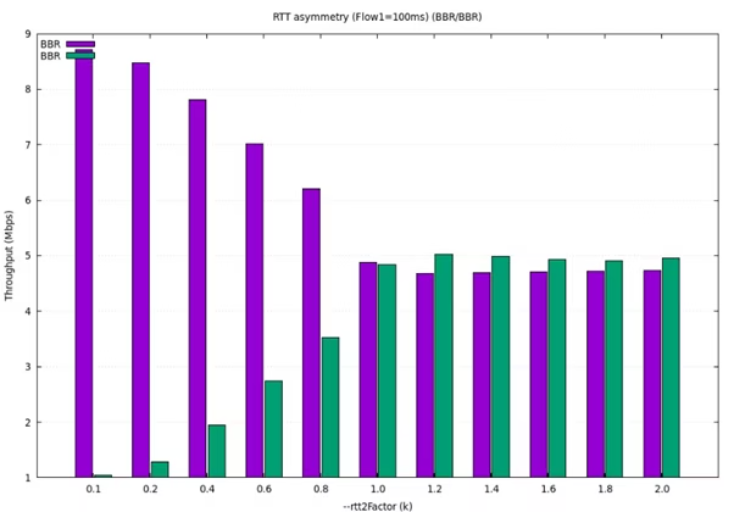 RTT asymmetry (Flow1=100ms) (BBR/BBR)
9
BBR
BBR
8
7
6
5
4
3
2
1
Throughput (Mbps)
0.1 0.2 0.4 0.6 0.8 1.0 1.2 1.4 1.6 1.8 2.0
--rtt2Factor (k)